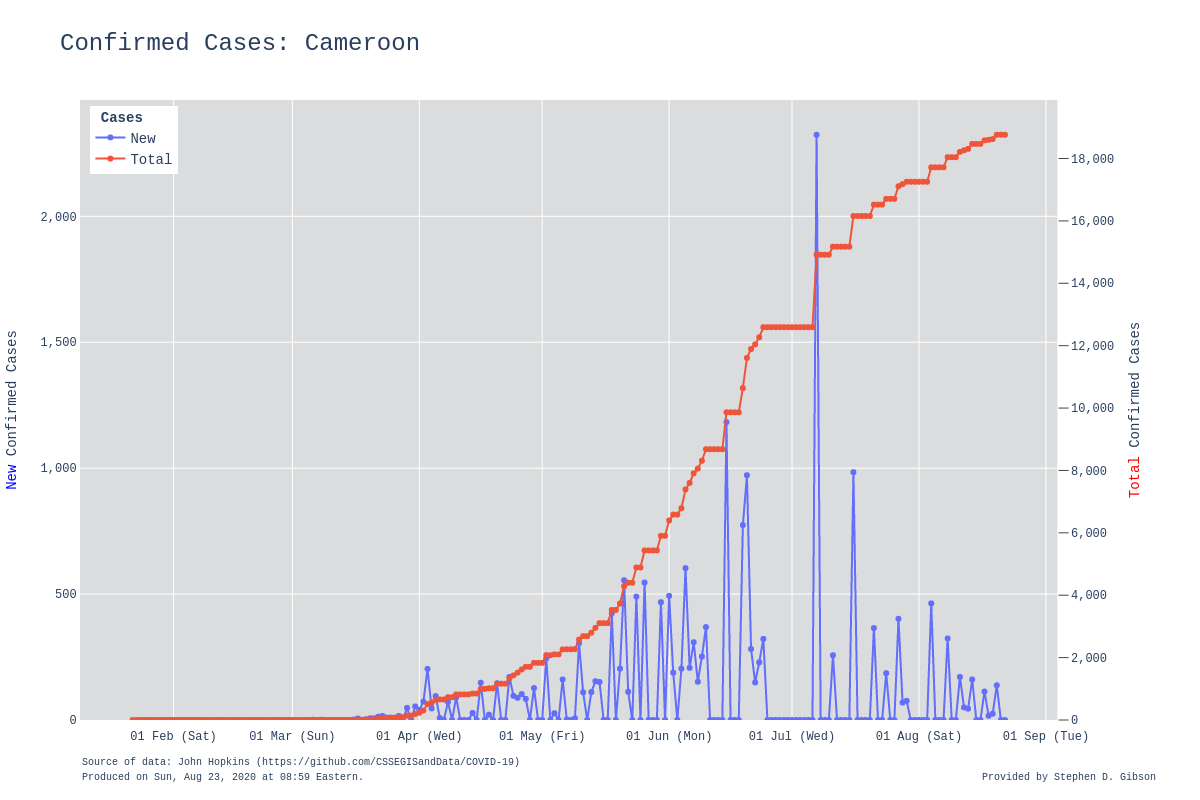 Confirmed Cases: Cameroon
Cases
New
Total
2,000
1,500
1,000
500
0
18,000
16,000
14,000
12,000
10,000
8,000
6,000
4,000
2,000
0
New Confirmed Cases
Total Confirmed Cases
01 Feb (Sat)
01 Mar (Sun)
01 Apr (Wed)
01 May (Fri)
01 Jun (Mon)
01 Jul (Wed)
01 Aug (Sat)
01 Sep (Tue)
Source of data: John Hopkins (https://github.com/CSSEGISandData/COVID-19)
Produced on Sun, Aug 23, 2020 at 08:59 Eastern.
Provided by Stephen D. Gibson